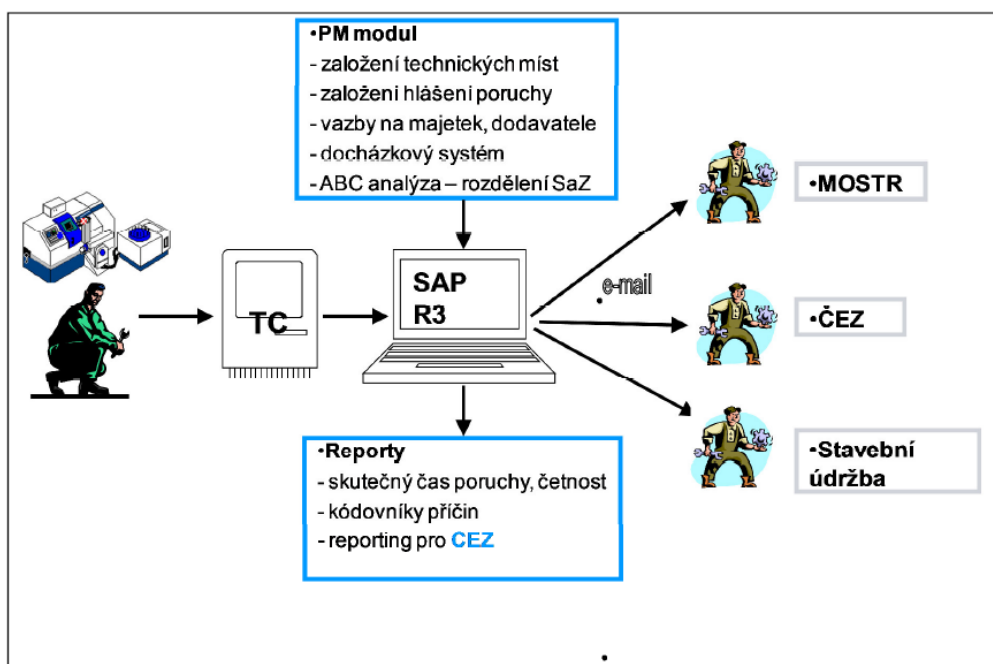 •PM modul
- založení technických míst
- založeni hlášeni poruchy
- vazby na majetek, dodavatele
- docházkový systém
- ABC analýza – rozdělení SaZ
TC
SAP
R3
e-mail
•MOSTR
•ČEZ
•Stavební
údržba
•Reporty
- skutečný čas poruchy, četnost
- kódovníky příčin
- reporting pro CEZ